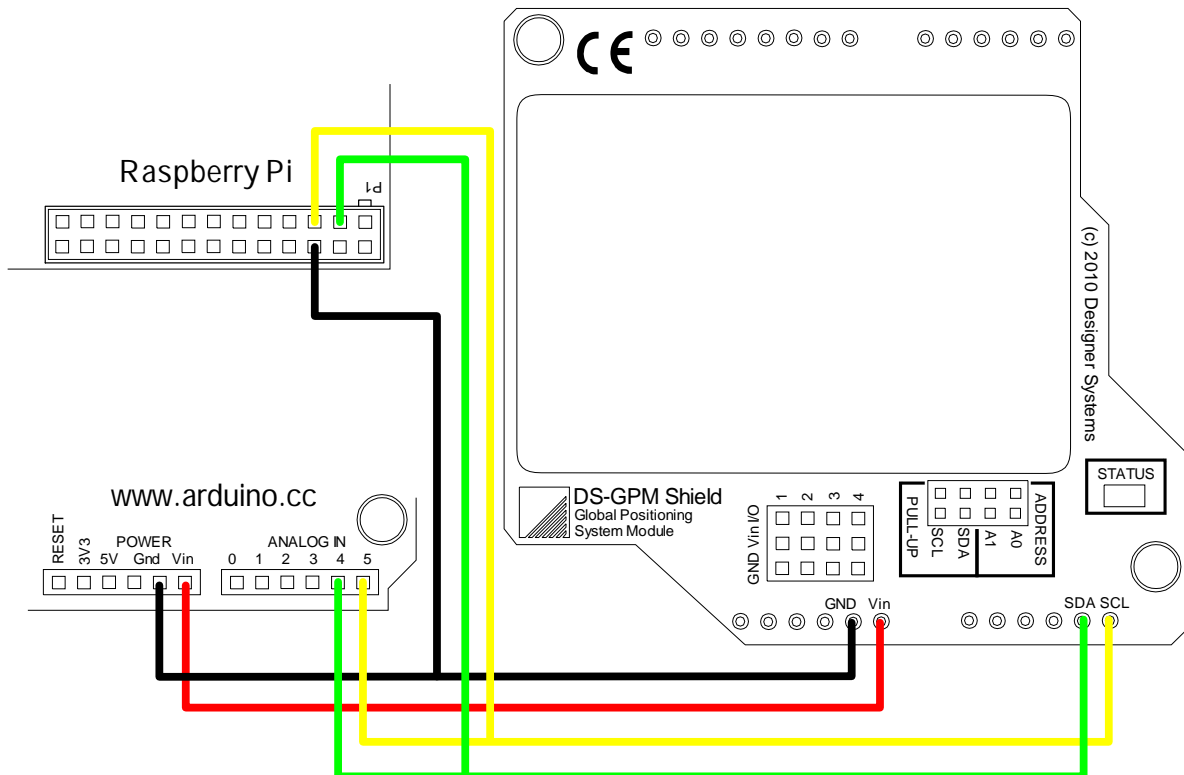 CE
Raspberry Pi
P1
(c) 2010 Designer Systems
STATUS
www.arduino.cc
DS-GPM Shield
Global Positioning
System Module
1 2 3 4
GND Vin I/O
PULL-UP
SCL
SDA
A1
A0
ADDRESS
RESET
3V3
5V
POWER
Gnd Vin
ANALOG IN
0 1 2 3 4 5
GND Vin
SDA SCL